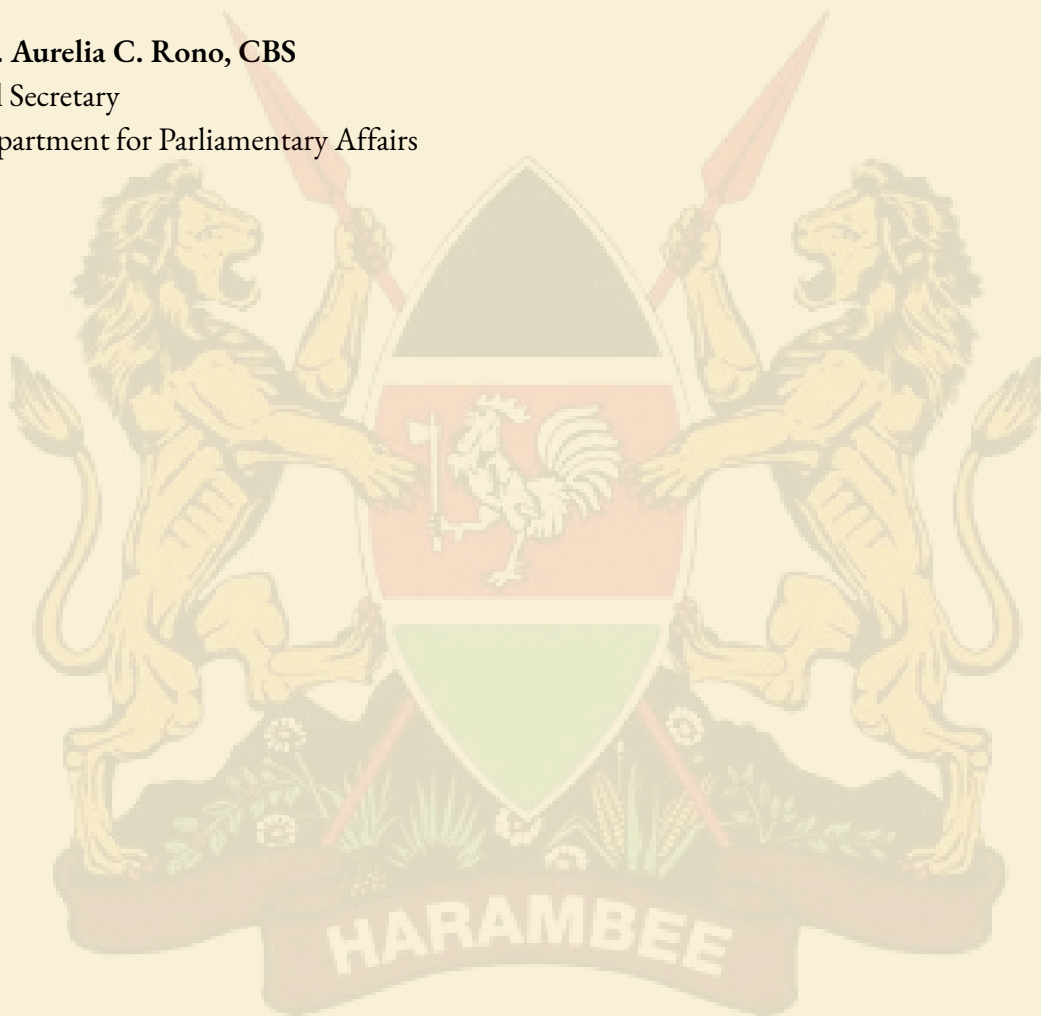 . Aurelia C. Rono, CBS
l Secretary
partment for Parliamentary Affairs
HARAMBEE